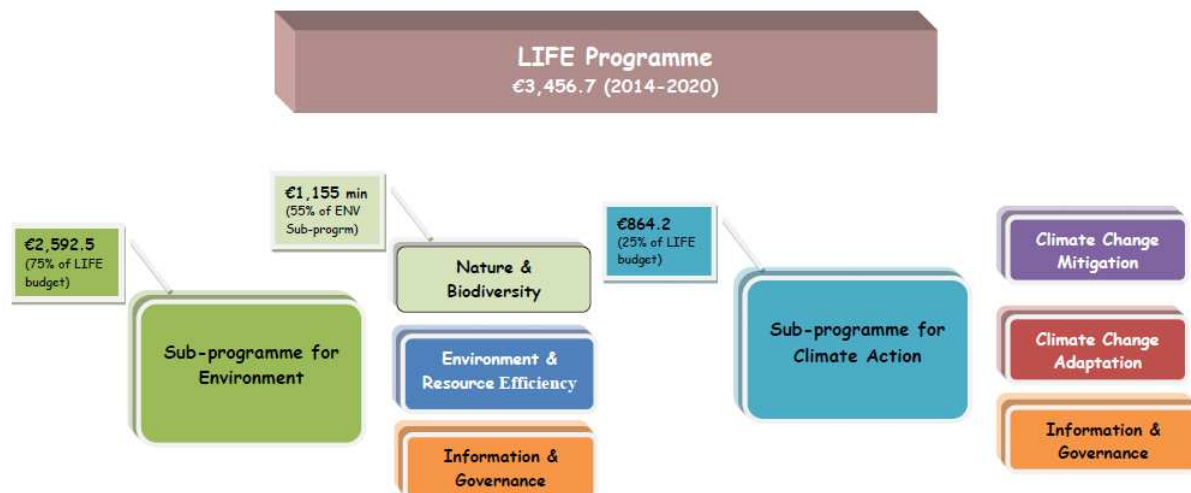 LIFE Programme
€3,456.7 (2014-2020)
€2,592.5
(75% of LIFE
budget)
Sub-programme for
Environment
€1,155 min
(55% of ENV
Sub-progrm)
Nature &
Biodiversity
Environment &
Resource Efficiency
Information &
Governance
€864.2
(25% of LIFE
budget)
Sub-programme for
Climate Action
Climate Change
Mitigation
Climate Change
Adaptation
Information &
Governance